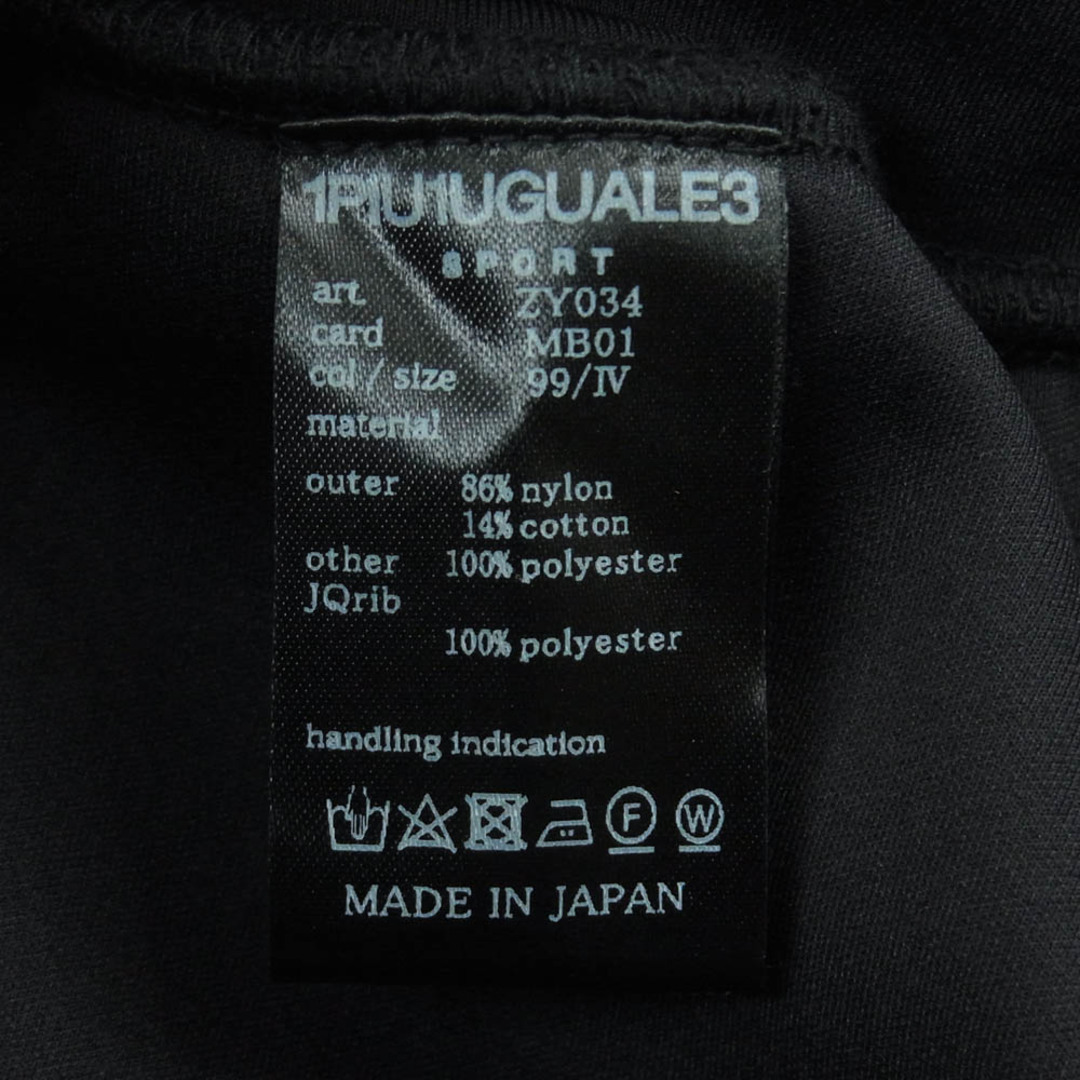 1PIU1UGUALE3
SPORT
art. ZY034
card MB01
col / size 99/IV
material
outer 86% nylon
14% cotton
other 100% polyester
JQrib
100% polyester
handling indication
F W
MADE IN JAPAN